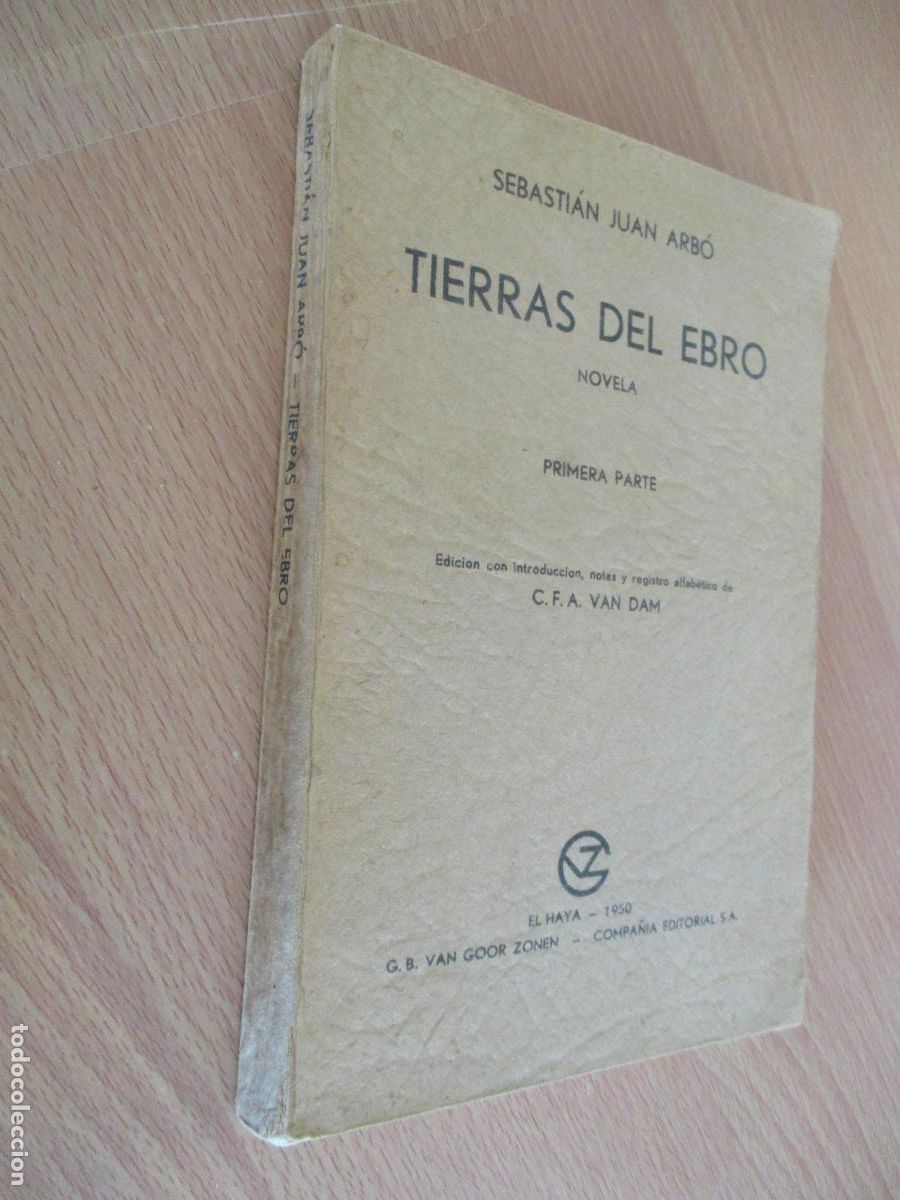 SEBASTIÁN JUAN ARBÓ
TIERRAS DEL EBRO
NOVELA
PRIMERA PARTE
Edicion con introduccion, notas y registro alfabético de
C. F. A. VAN DAM
GVZ
EL HAYA – 1950
G. B. VAN GOOR ZONEN – COMPAÑIA EDITORIAL S.A.
SEBASTIÁN JUAN ARBÓ – TIERRAS DEL EBRO
todocoleccion